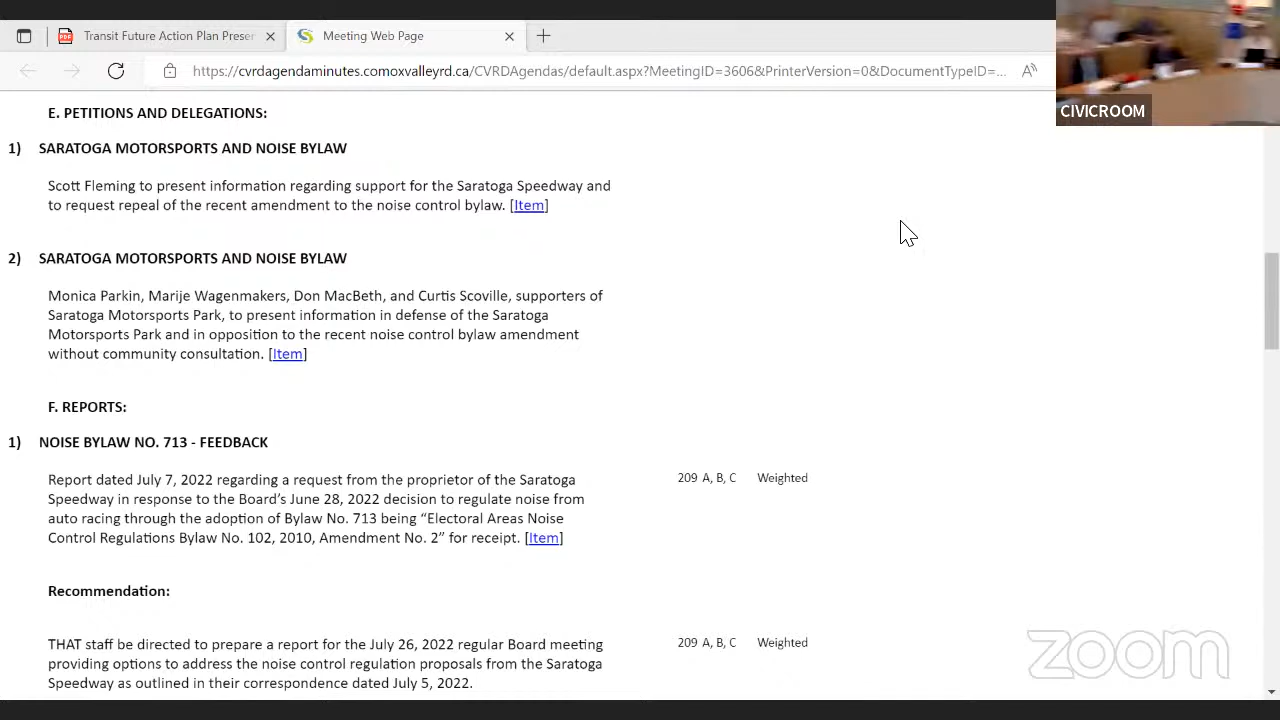 Transit Future Action Plan Preser
Meeting Web Page
https://cvrdagendaminutes.comoxvalleyrd.ca/CVRDAgendas/default.aspx?MeetingID=3606&PrinterVersion=0&DocumentTypeID=...
CIVICROOM
E. PETITIONS AND DELEGATIONS:
1) SARATOGA MOTORSPORTS AND NOISE BYLAW
Scott Fleming to present information regarding support for the Saratoga Speedway and
to request repeal of the recent amendment to the noise control bylaw. [Item]
2) SARATOGA MOTORSPORTS AND NOISE BYLAW
Monica Parkin, Marije Wagenmakers, Don MacBeth, and Curtis Scoville, supporters of
Saratoga Motorsports Park, to present information in defense of the Saratoga
Motorsports Park and in opposition to the recent noise control bylaw amendment
without community consultation. [Item]
F. REPORTS:
1) NOISE BYLAW NO. 713 - FEEDBACK
Report dated July 7, 2022 regarding a request from the proprietor of the Saratoga 209 A, B, C Weighted
Speedway in response to the Board's June 28, 2022 decision to regulate noise from
auto racing through the adoption of Bylaw No. 713 being “Electoral Areas Noise
Control Regulations Bylaw No. 102, 2010, Amendment No. 2” for receipt. [Item]
Recommendation:
THAT staff be directed to prepare a report for the July 26, 2022 regular Board meeting 209 A, B, C Weighted
providing options to address the noise control regulation proposals from the Saratoga
Speedway as outlined in their correspondence dated July 5, 2022.
zoom